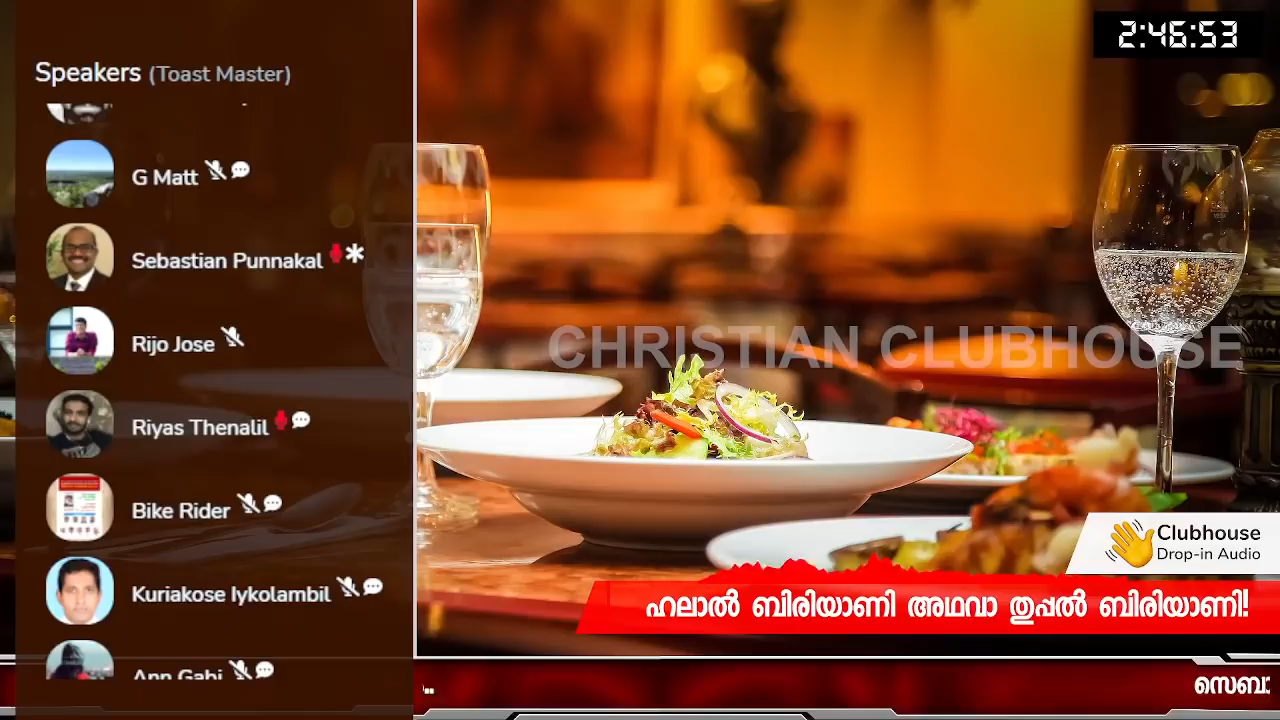 2:46:53
Speakers (Toast Master)
G Matt
Sebastian Punnakal
Rijo Jose
Riyas Thenalil
Bike Rider
Kuriakose Iykolambil
Ann Gabi
CHRISTIAN CLUBHOUSE
Clubhouse
Drop-in Audio
ഹലാൽ ബിരിയാണി അഥവാ തുപ്പൽ ബിരിയാണി!
..